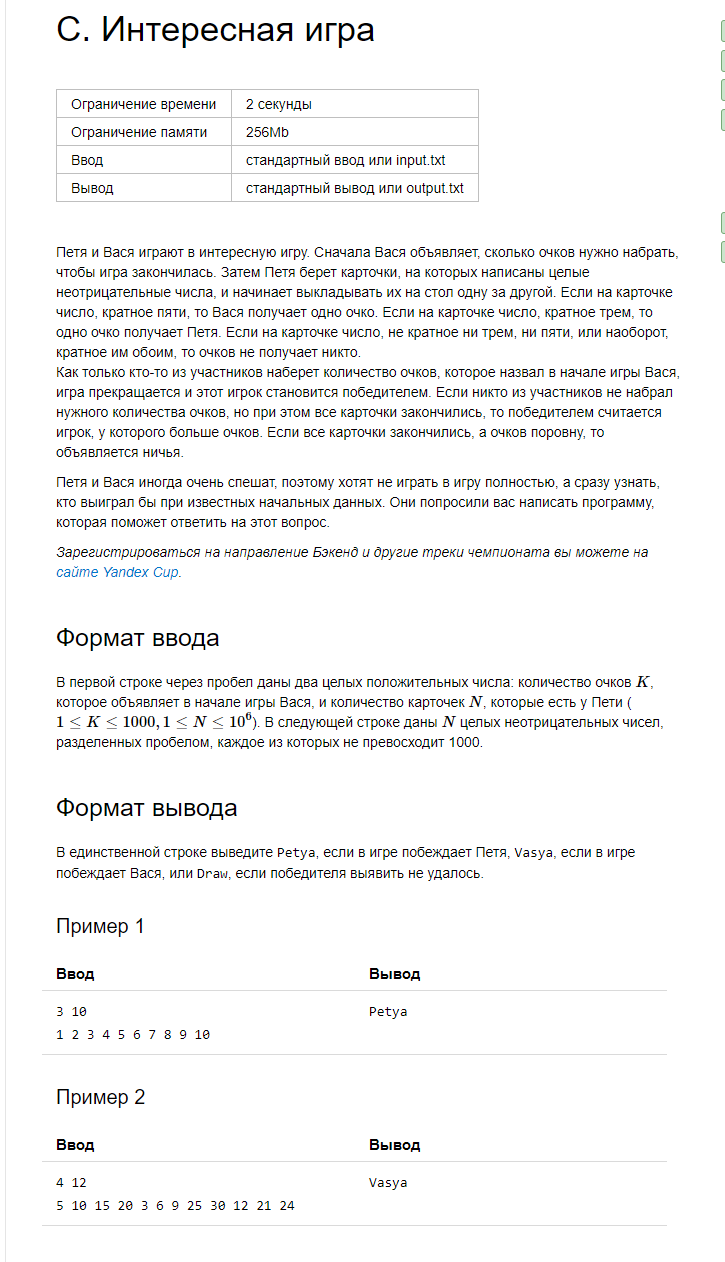 C. Интересная игра
Ограничение времени 2 секунды
Ограничение памяти 256Mb
Ввод стандартный ввод или input.txt
Вывод стандартный вывод или output.txt
Петя и Вася играют в интересную игру. Сначала Вася объявляет, сколько очков нужно набрать,
чтобы игра закончилась. Затем Петя берет карточки, на которых написаны целые
неотрицательные числа, и начинает выкладывать их на стол одну за другой. Если на карточке
число, кратное пяти, то Вася получает одно очко. Если на карточке число, кратное трем, то
одно очко получает Петя. Если на карточке число, не кратное ни трем, ни пяти, или наоборот,
кратное им обоим, то очков не получает никто.
Как только кто-то из участников наберет количество очков, которое назвал в начале игры Вася,
игра прекращается и этот игрок становится победителем. Если никто из участников не набрал
нужного количества очков, но при этом все карточки закончились, то победителем считается
игрок, у которого больше очков. Если все карточки закончились, а очков поровну, то
объявляется ничья.
Петя и Вася иногда очень спешат, поэтому хотят не играть в игру полностью, а сразу узнать,
кто выиграл бы при известных начальных данных. Они попросили вас написать программу,
которая поможет ответить на этот вопрос.
Зарегистрироваться на направление Бэкенд и другие треки чемпионата вы можете на
сайте Yandex Cup.
Формат ввода
В первой строке через пробел даны два целых положительных числа: количество очков K,
которое объявляет в начале игры Вася, и количество карточек N, которые есть у Пети (
1 ≤ K ≤ 1000, 1 ≤ N ≤ 10⁶). В следующей строке даны N целых неотрицательных чисел,
разделенных пробелом, каждое из которых не превосходит 1000.
Формат вывода
В единственной строке выведите Petya, если в игре побеждает Петя, Vasya, если в игре
побеждает Вася, или Draw, если победителя выявить не удалось.
Пример 1
Ввод Вывод
3 10 Petya
1 2 3 4 5 6 7 8 9 10
Пример 2
Ввод Вывод
4 12 Vasya
5 10 15 20 3 6 9 25 30 12 21 24